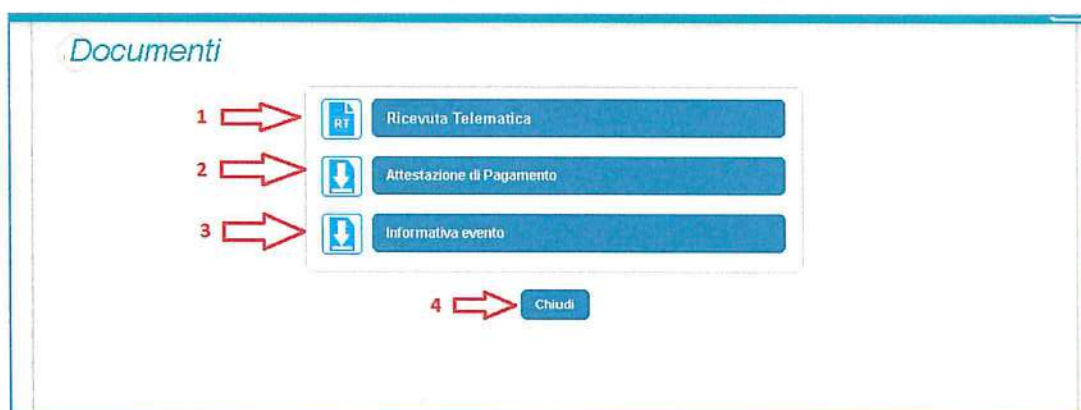 Documenti
1 RT Ricevuta Telematica
2 Attestazione di Pagamento
3 Informativa evento
4 Chiudi